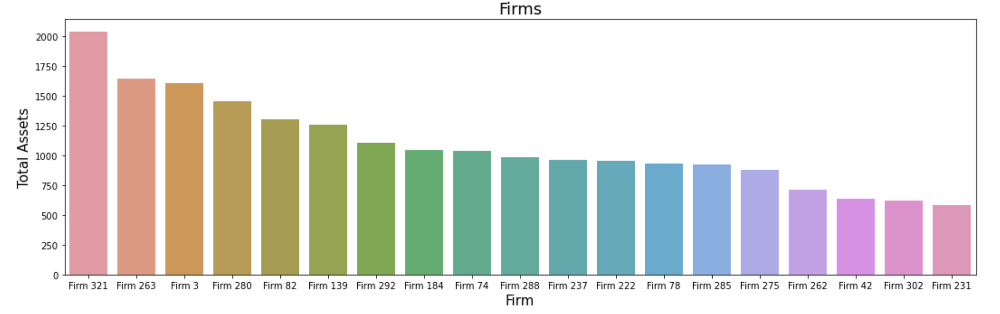 Firms
2000
1750
1500
1250
1000
750
500
250
0
Total Assets
Firm 321 Firm 263 Firm 3 Firm 280 Firm 82 Firm 139 Firm 292 Firm 184 Firm 74 Firm 288 Firm 237 Firm 222 Firm 78 Firm 285 Firm 275 Firm 262 Firm 42 Firm 302 Firm 231
Firm